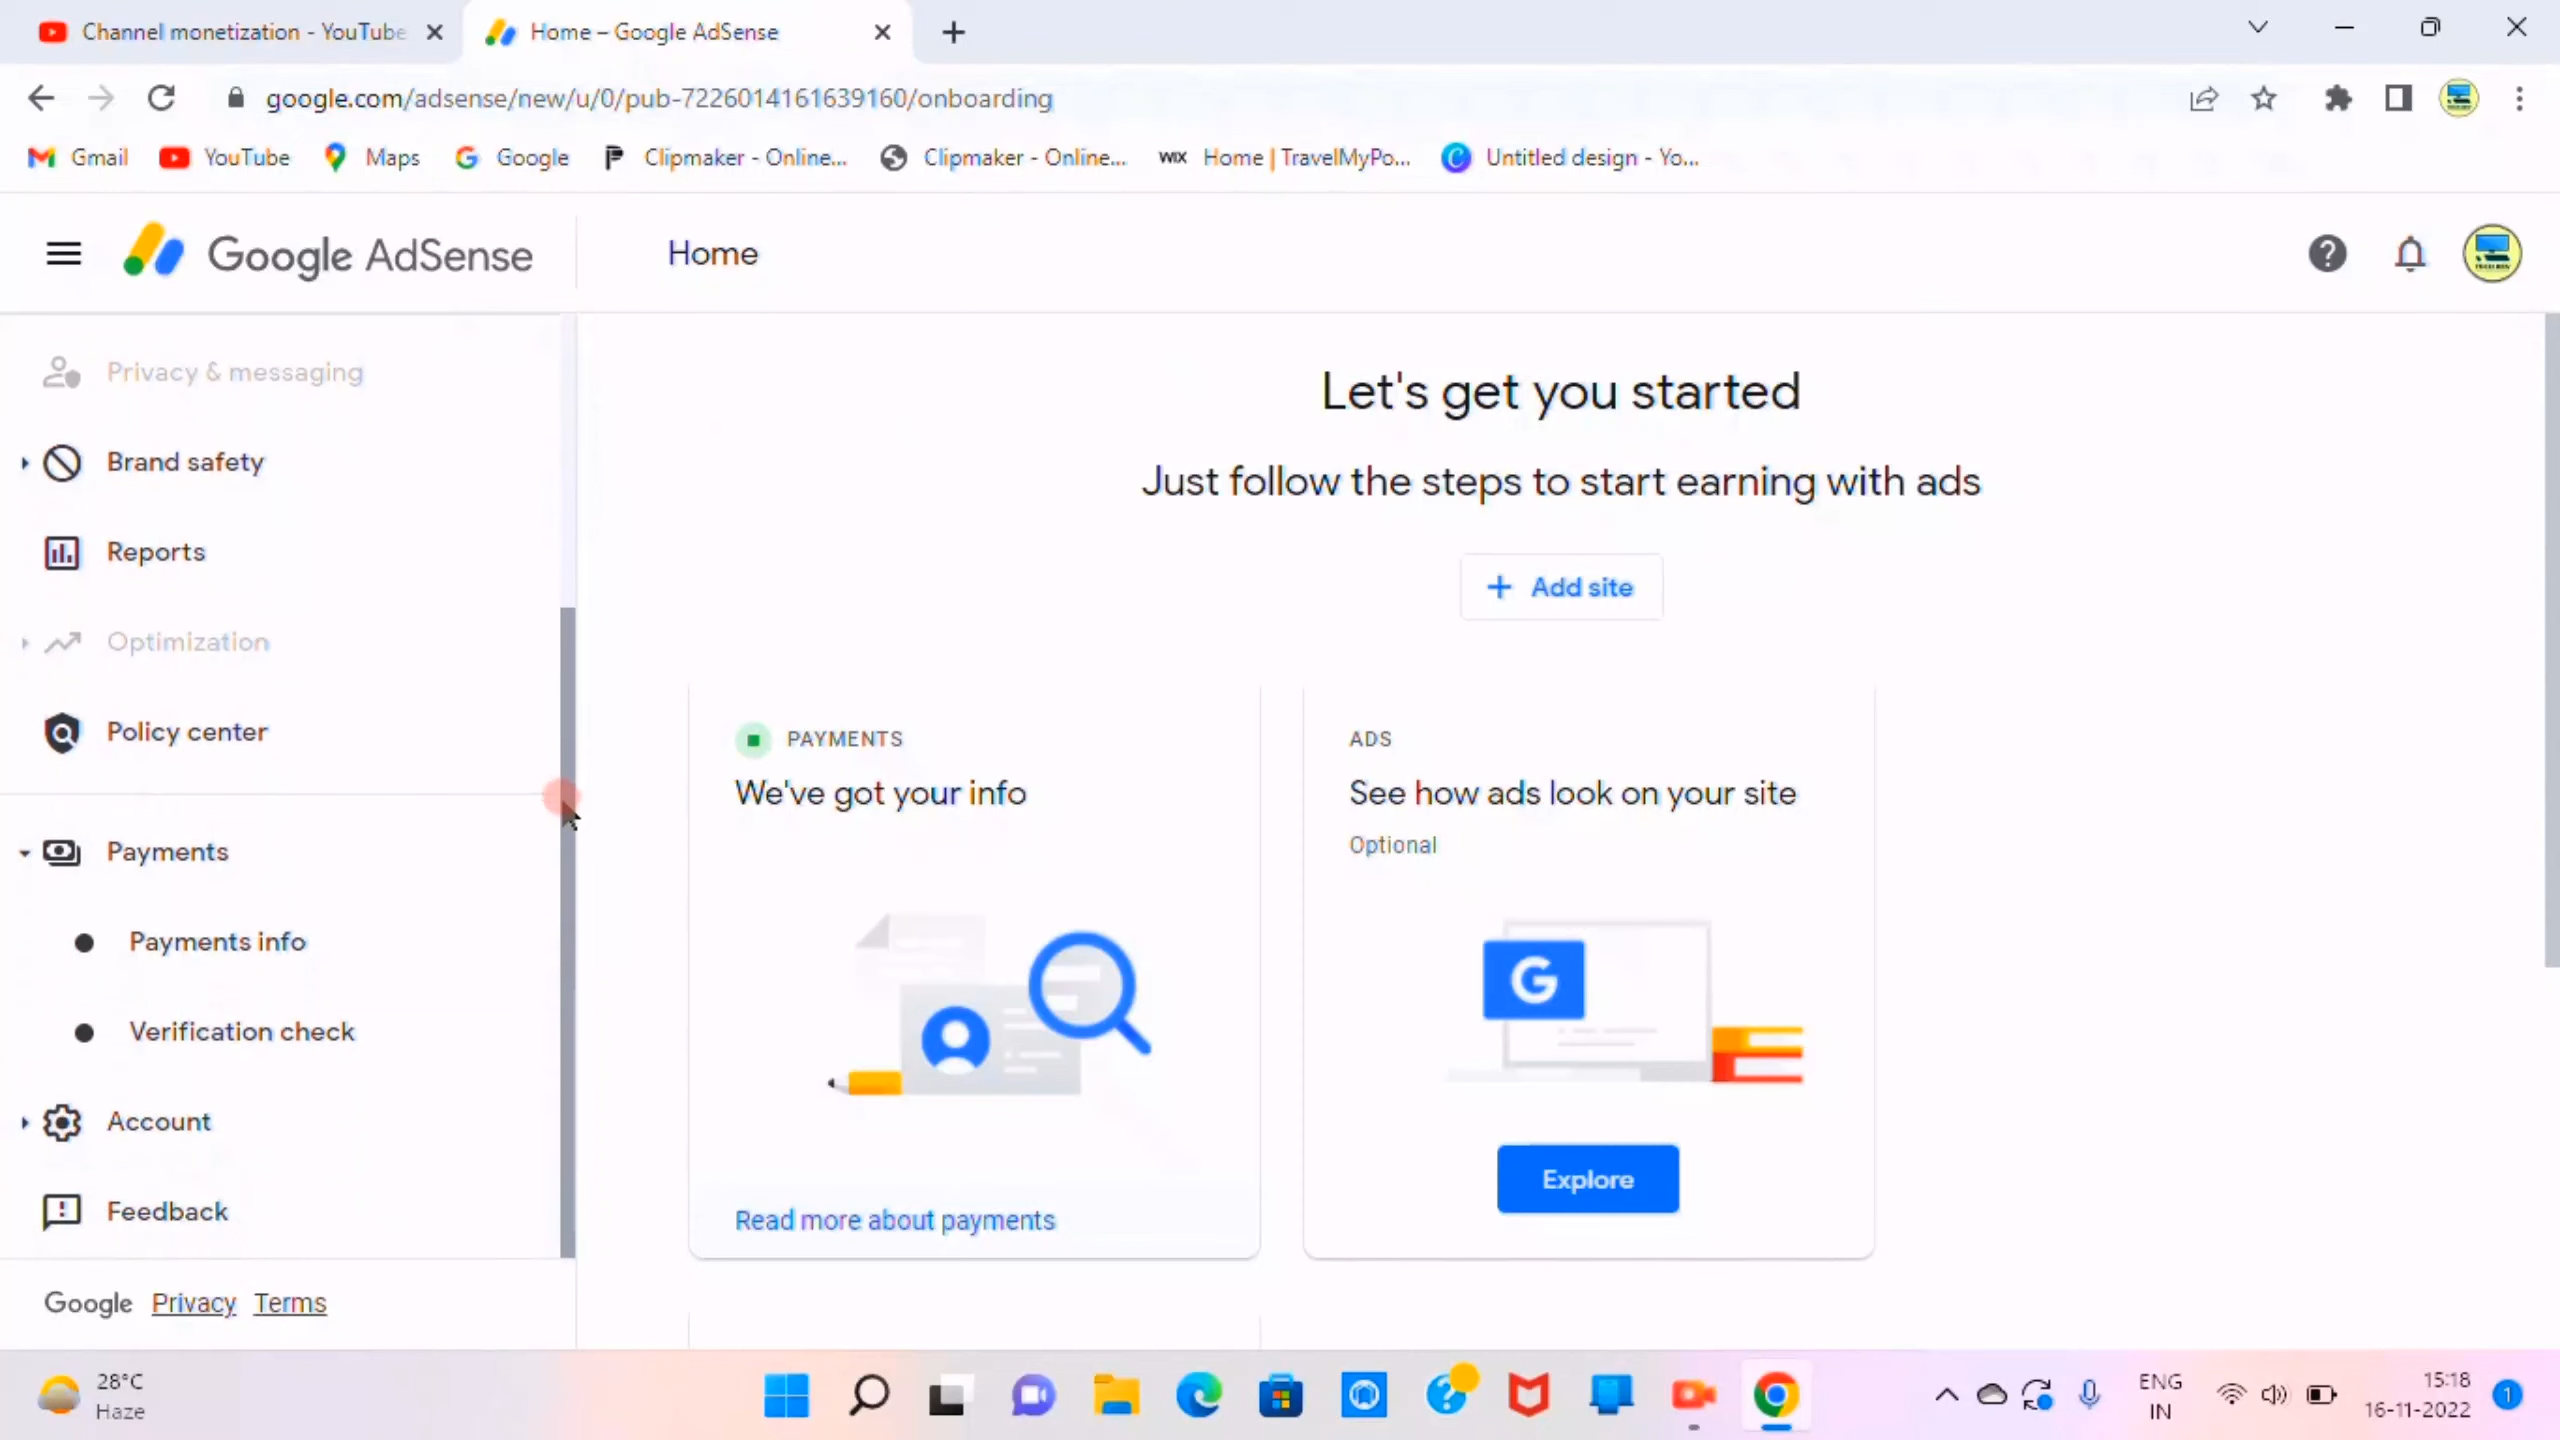 Channel monetization - YouTube
Home – Google AdSense
google.com/adsense/new/u/0/pub-7226014161639160/onboarding
Gmail
YouTube
Maps
Google
Clipmaker - Online...
Clipmaker - Online...
WIX Home | TravelMyPo...
Untitled design - Yo...
Google AdSense
Home
Privacy & messaging
Brand safety
Reports
Optimization
Policy center
Payments
Payments info
Verification check
Account
Feedback
Google Privacy Terms
Let's get you started
Just follow the steps to start earning with ads
+ Add site
PAYMENTS
We've got your info
Read more about payments
ADS
See how ads look on your site
Optional
G
Explore
28°C
Haze
ENG
IN
15:18
16-11-2022
1